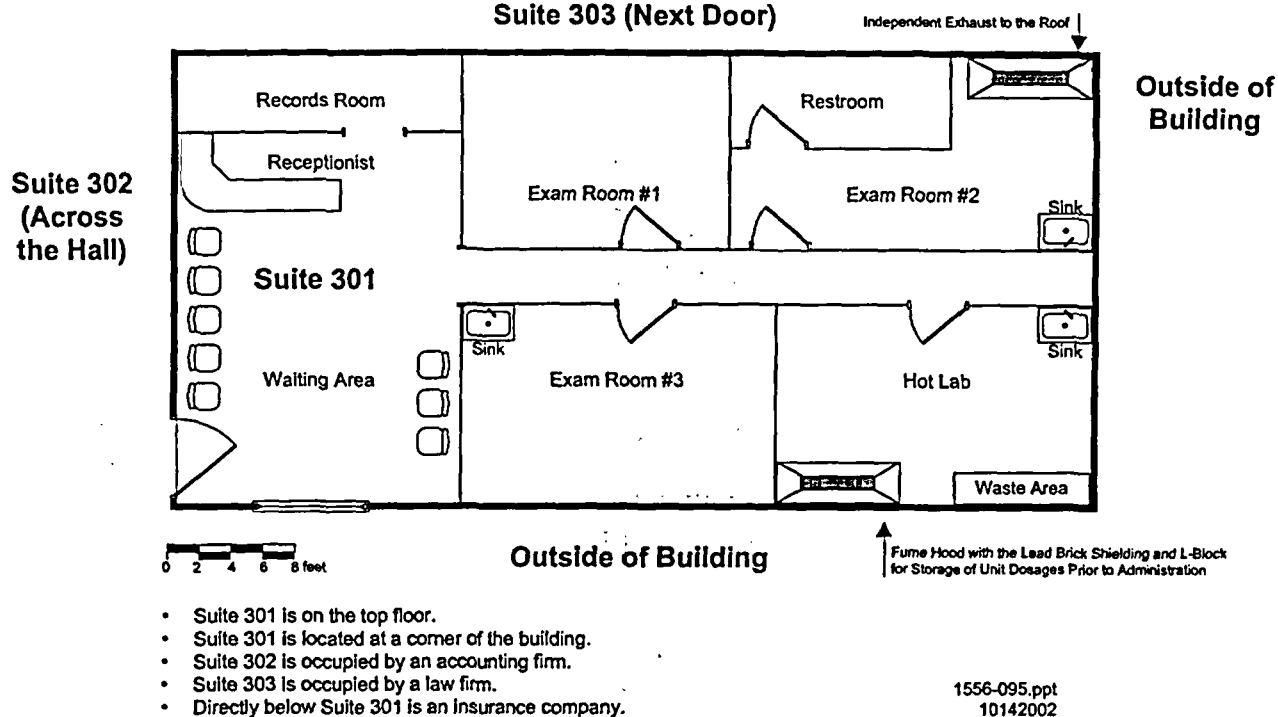 Suite 303 (Next Door)
Independent Exhaust to the Roof
Outside of
Building
Records Room
Restroom
Receptionist
Suite 302
(Across
the Hall)
Exam Room #1
Exam Room #2
Sink
Suite 301
Sink
Sink
Waiting Area
Exam Room #3
Hot Lab
Waste Area
0 2 4 6 8 feet
Outside of Building
Fume Hood with the Lead Brick Shielding and L-Block
for Storage of Unit Dosages Prior to Administration
• Suite 301 is on the top floor.
• Suite 301 is located at a corner of the building.
• Suite 302 is occupied by an accounting firm.
• Suite 303 is occupied by a law firm.
• Directly below Suite 301 is an insurance company.
1556-095.ppt
10142002